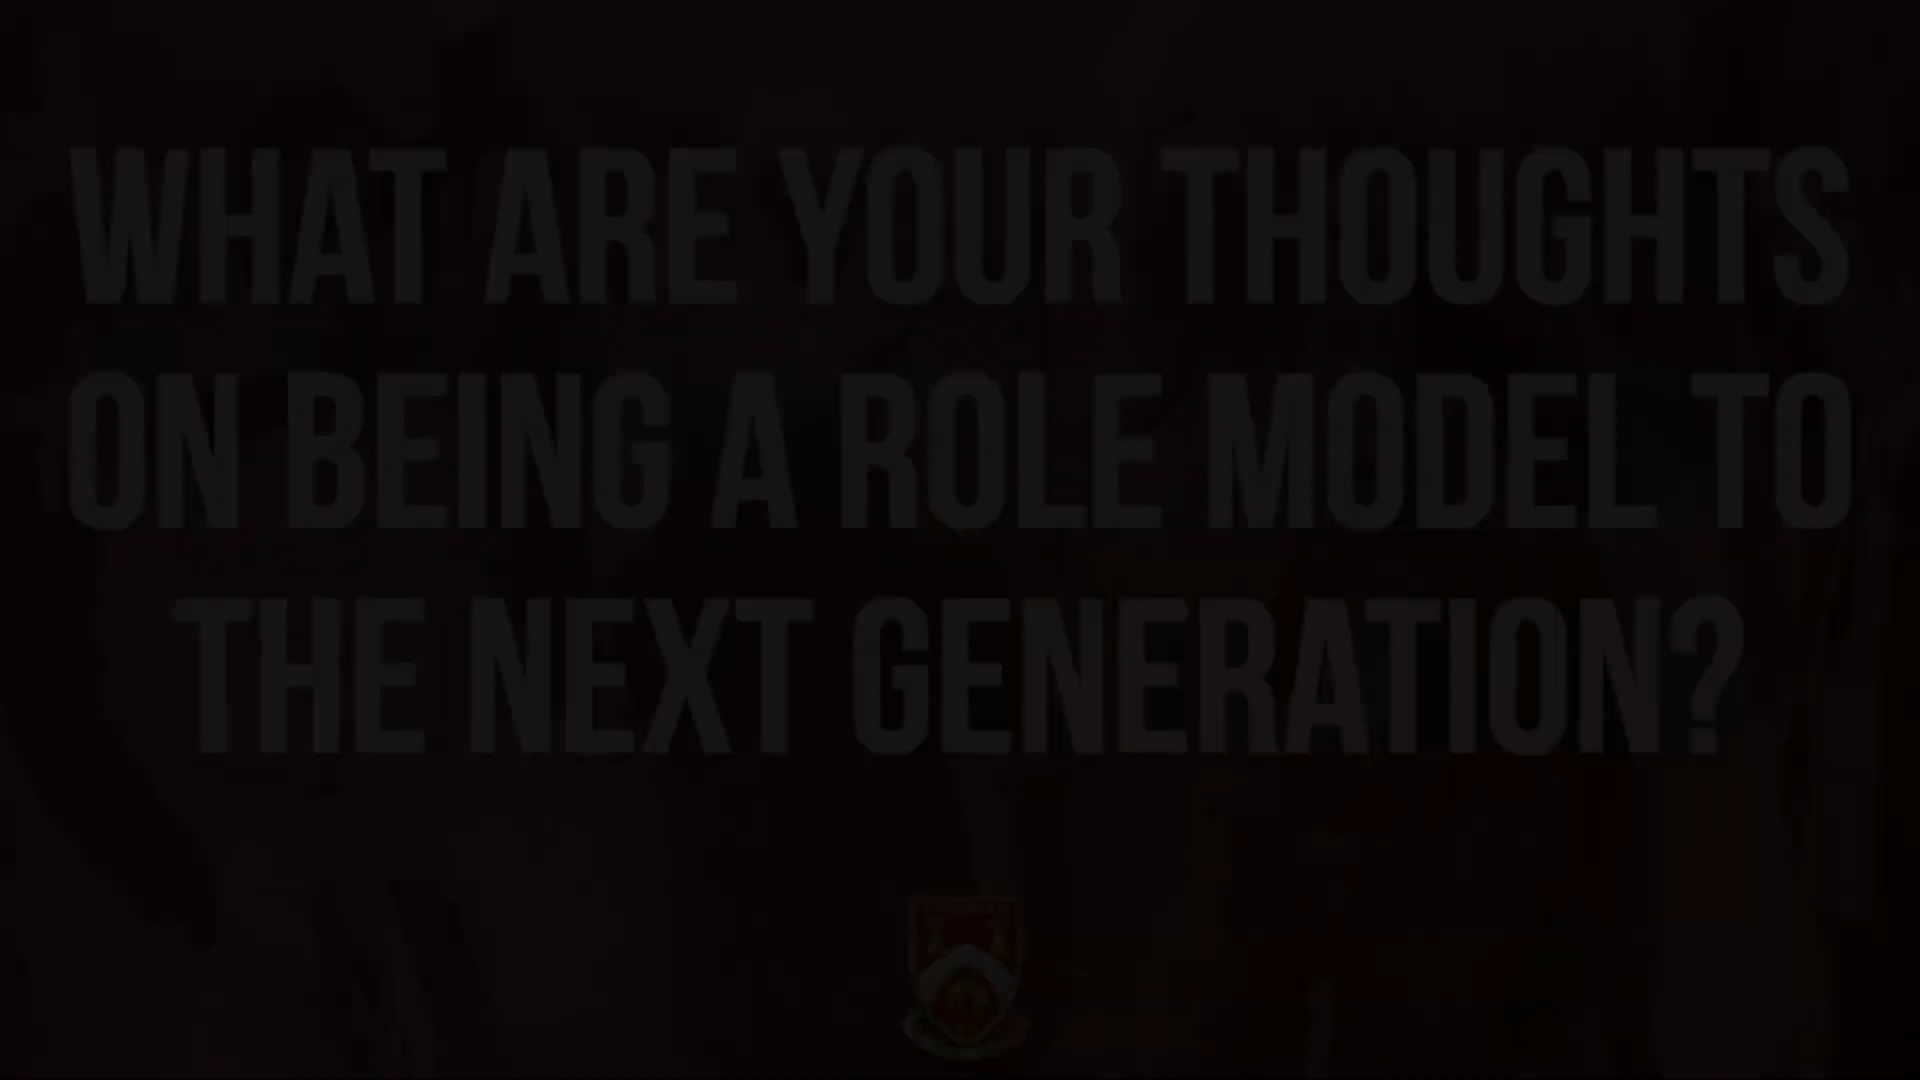 WHAT ARE YOUR THOUGHTS
ON BEING A ROLE MODEL TO
THE NEXT GENERATION?